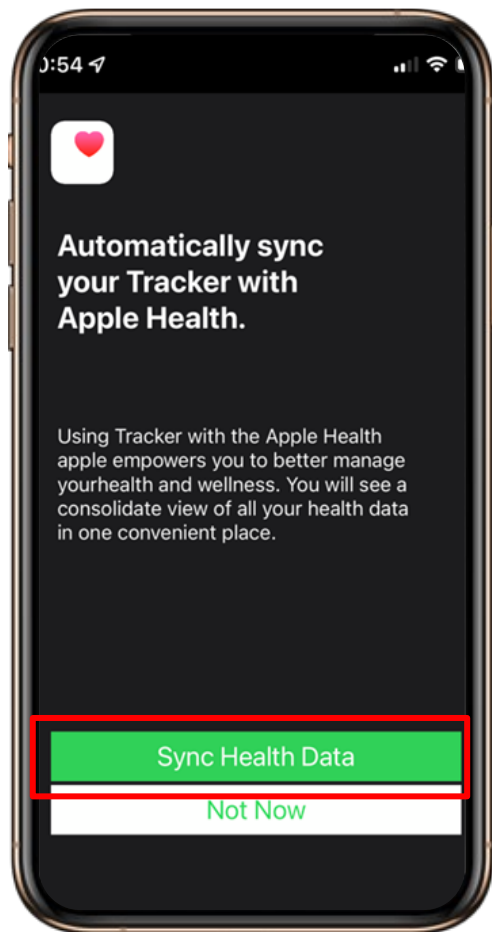 0:54
Automatically sync
your Tracker with
Apple Health.
Using Tracker with the Apple Health
apple empowers you to better manage
yourhealth and wellness. You will see a
consolidate view of all your health data
in one convenient place.
Sync Health Data
Not Now